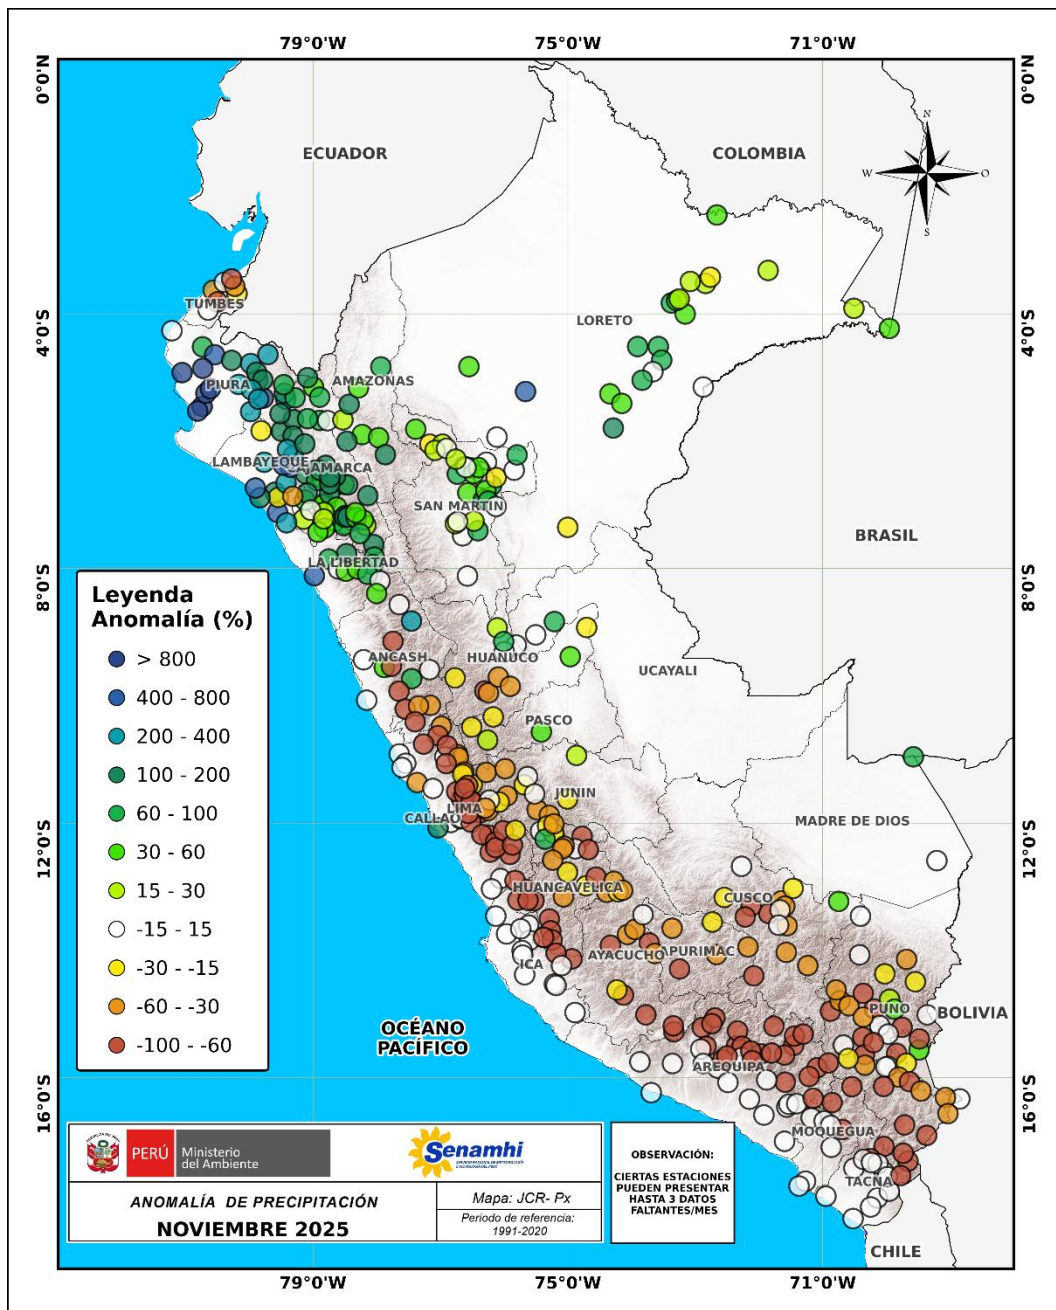 79°0'W 75°0'W 71°0'W
0°0'N 0°0'N
ECUADOR
COLOMBIA
N
W O
S
TUMBES
4°0'S 4°0'S
LORETO
PIURA
AMAZONAS
LAMBAYEQUE
CAJAMARCA
SAN MARTIN
BRASIL
LA LIBERTAD
8°0'S 8°0'S
ANCASH
HUANUCO
UCAYALI
PASCO
JUNIN
LIMA
CALLAO
MADRE DE DIOS
12°0'S 12°0'S
HUANCAVELICA
CUSCO
AYACUCHO
APURIMAC
ICA
PUNO
BOLIVIA
OCÉANO
PACÍFICO
AREQUIPA
16°0'S 16°0'S
MOQUEGUA
TACNA
CHILE
Leyenda
Anomalía (%)
> 800
400 - 800
200 - 400
100 - 200
60 - 100
30 - 60
15 - 30
-15 - 15
-30 - -15
-60 - -30
-100 - -60
PERÚ
Ministerio
del Ambiente
Senamhi
ANOMALÍA DE PRECIPITACIÓN
NOVIEMBRE 2025
Mapa: JCR- Px
Periodo de referencia:
1991-2020
OBSERVACIÓN:
CIERTAS ESTACIONES
PUEDEN PRESENTAR
HASTA 3 DATOS
FALTANTES/MES
79°0'W 75°0'W 71°0'W